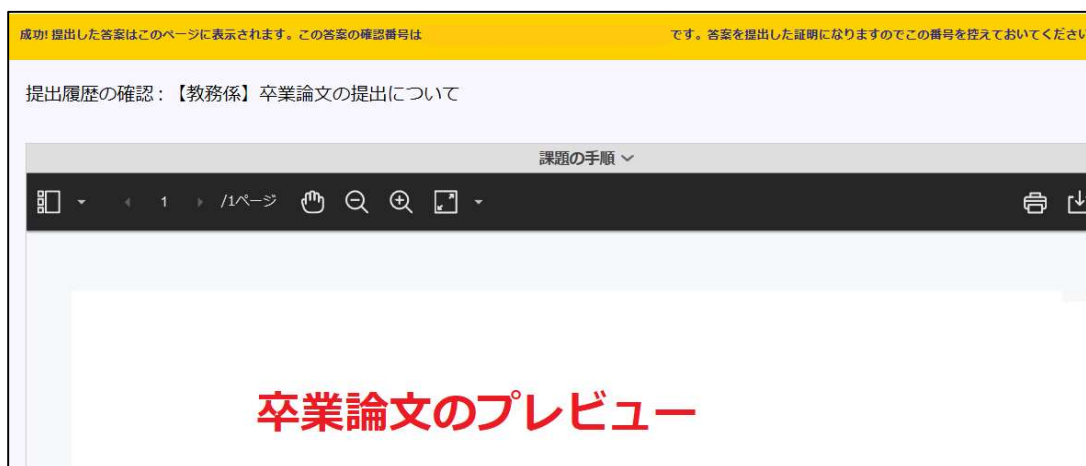 成功! 提出した答案はこのページに表示されます。この答案の確認番号は です。答案を提出した証明になりますのでこの番号を控えておいてください
提出履歴の確認 : 【教務係】卒業論文の提出について
課題の手順
1 /1ページ
卒業論文のプレビュー